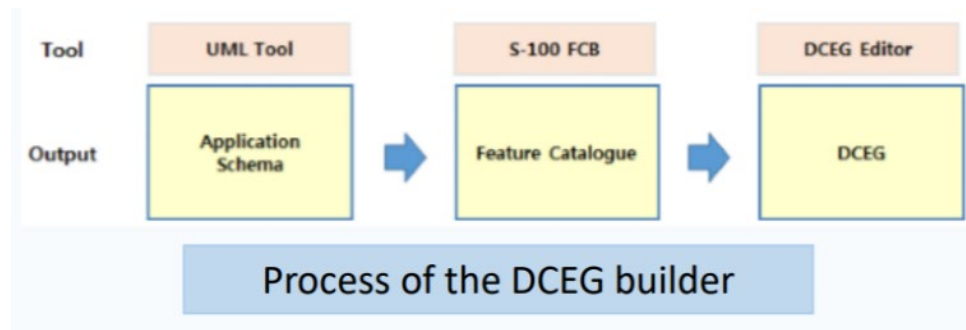 Tool UML Tool S-100 FCB DCEG Editor
Output Application Schema Feature Catalogue DCEG
Process of the DCEG builder